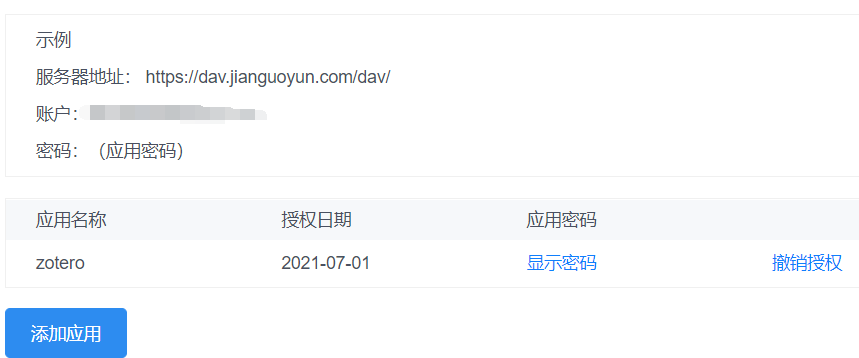 示例
服务器地址： https://dav.jianguoyun.com/dav/
账户：
密码：（应用密码）
应用名称 授权日期 应用密码
zotero 2021-07-01 显示密码 撤销授权
添加应用